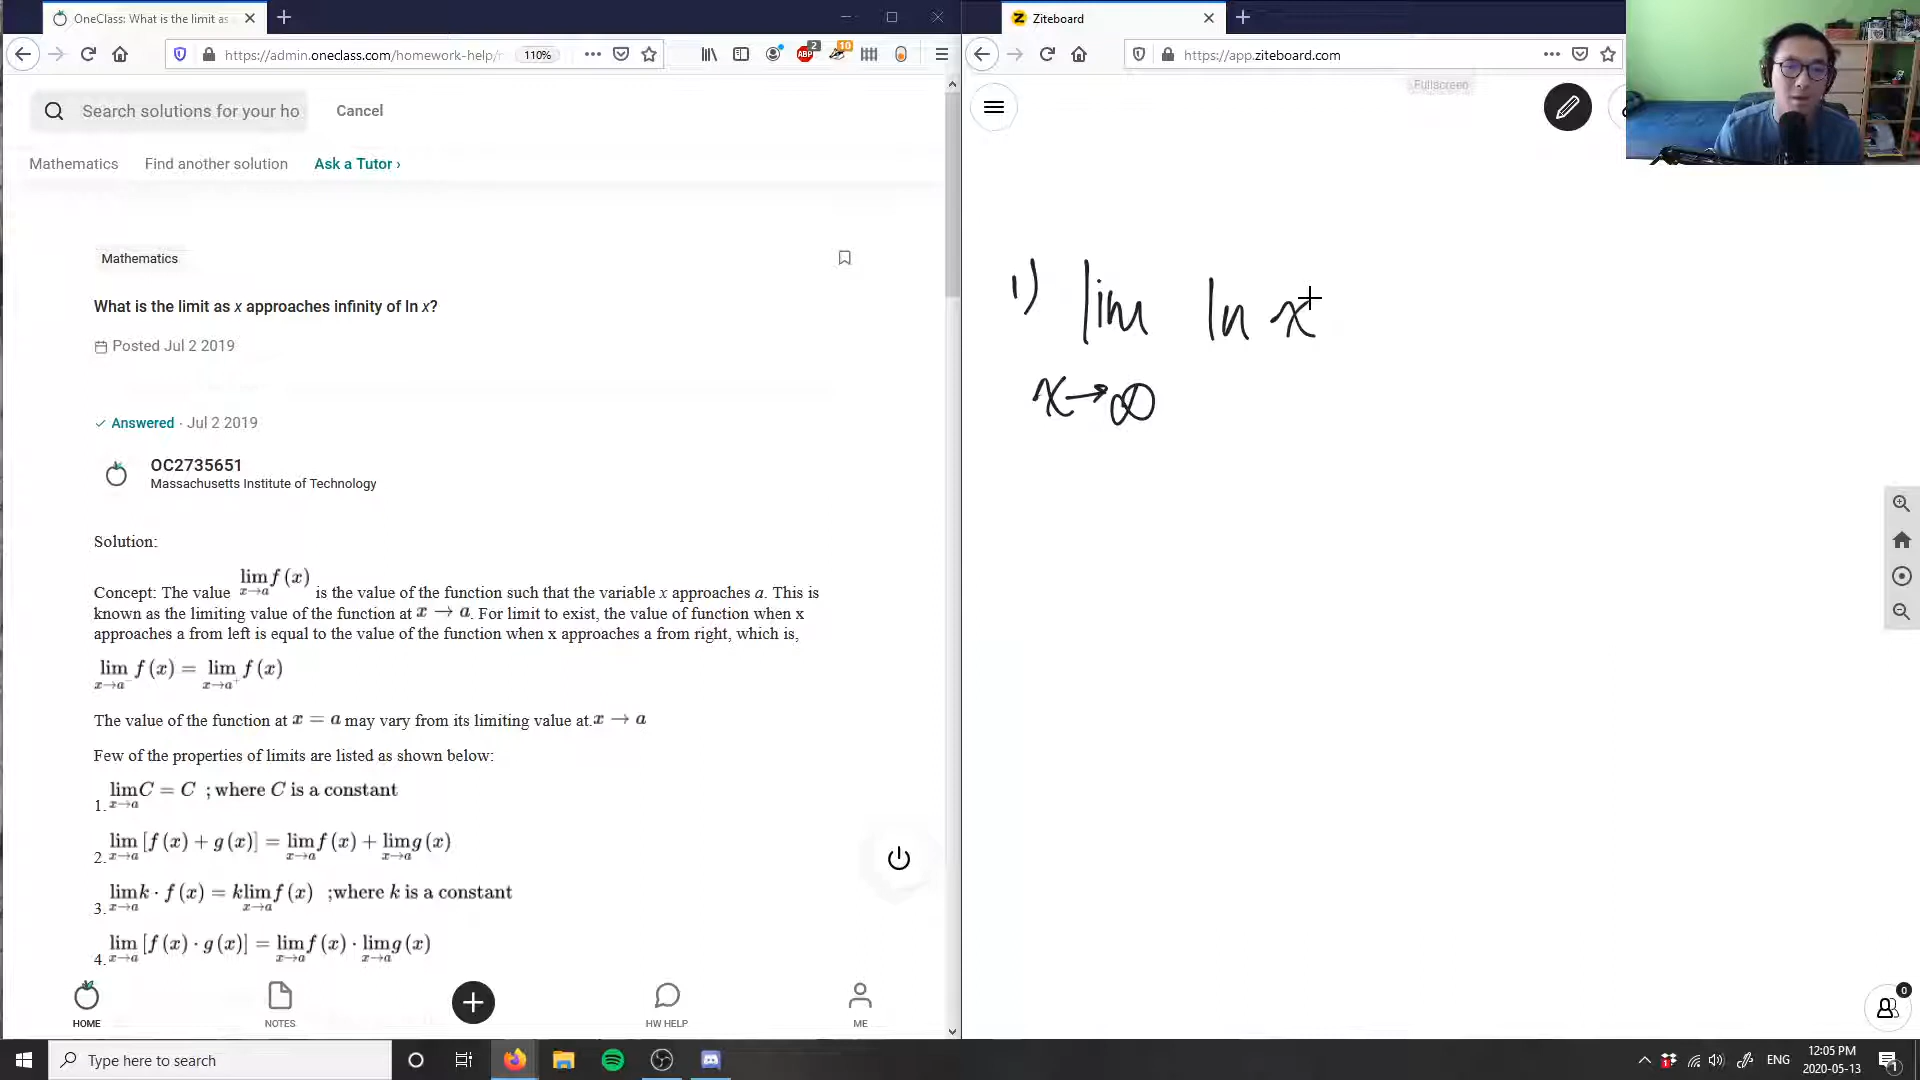 OneClass: What is the limit as
Ziteboard
https://admin.oneclass.com/homework-help/r
110%
2
10
https://app.ziteboard.com
Fullscreen
Search solutions for your ho
Cancel
Mathematics
Find another solution
Ask a Tutor ›
Mathematics
What is the limit as x approaches infinity of ln x?
Posted Jul 2 2019
Answered · Jul 2 2019
OC2735651
Massachusetts Institute of Technology
Solution:
Concept: The value lim x→a f (x) is the value of the function such that the variable x approaches a. This is
known as the limiting value of the function at x → a. For limit to exist, the value of function when x
approaches a from left is equal to the value of the function when x approaches a from right, which is,
lim x→a⁻ f (x) = lim x→a⁺ f (x)
The value of the function at x = a may vary from its limiting value at.x → a
Few of the properties of limits are listed as shown below:
1. lim x→a C = C ; where C is a constant
2. lim x→a [f (x) + g (x)] = lim x→a f (x) + lim x→a g (x)
3. lim x→a k · f (x) = k lim x→a f (x) ;where k is a constant
4. lim x→a [f (x) · g (x)] = lim x→a f (x) · lim x→a g (x)
HOME
NOTES
HW HELP
ME
1) lim ln x
x→∞
0
Type here to search
ENG
12:05 PM
2020-05-13
1